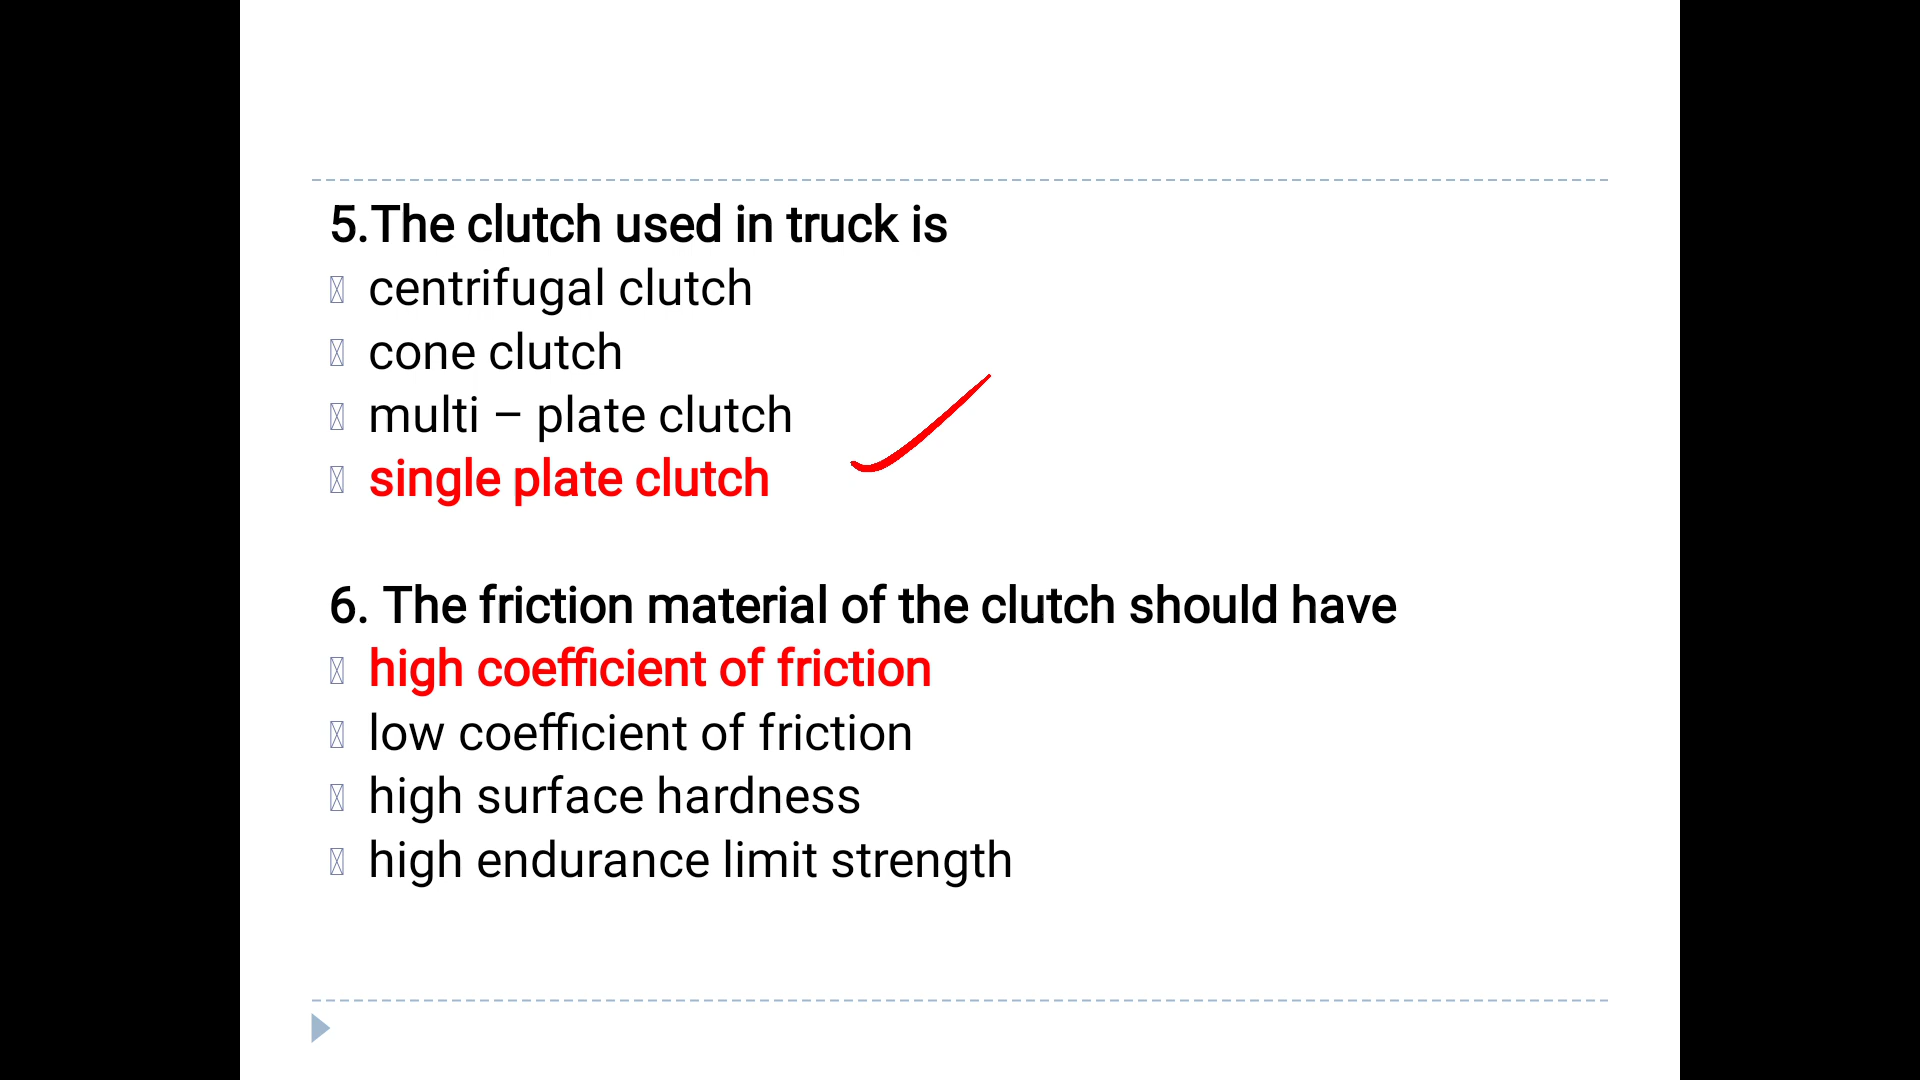 5.The clutch used in truck is
centrifugal clutch
cone clutch
multi – plate clutch
single plate clutch
6. The friction material of the clutch should have
high coefficient of friction
low coefficient of friction
high surface hardness
high endurance limit strength